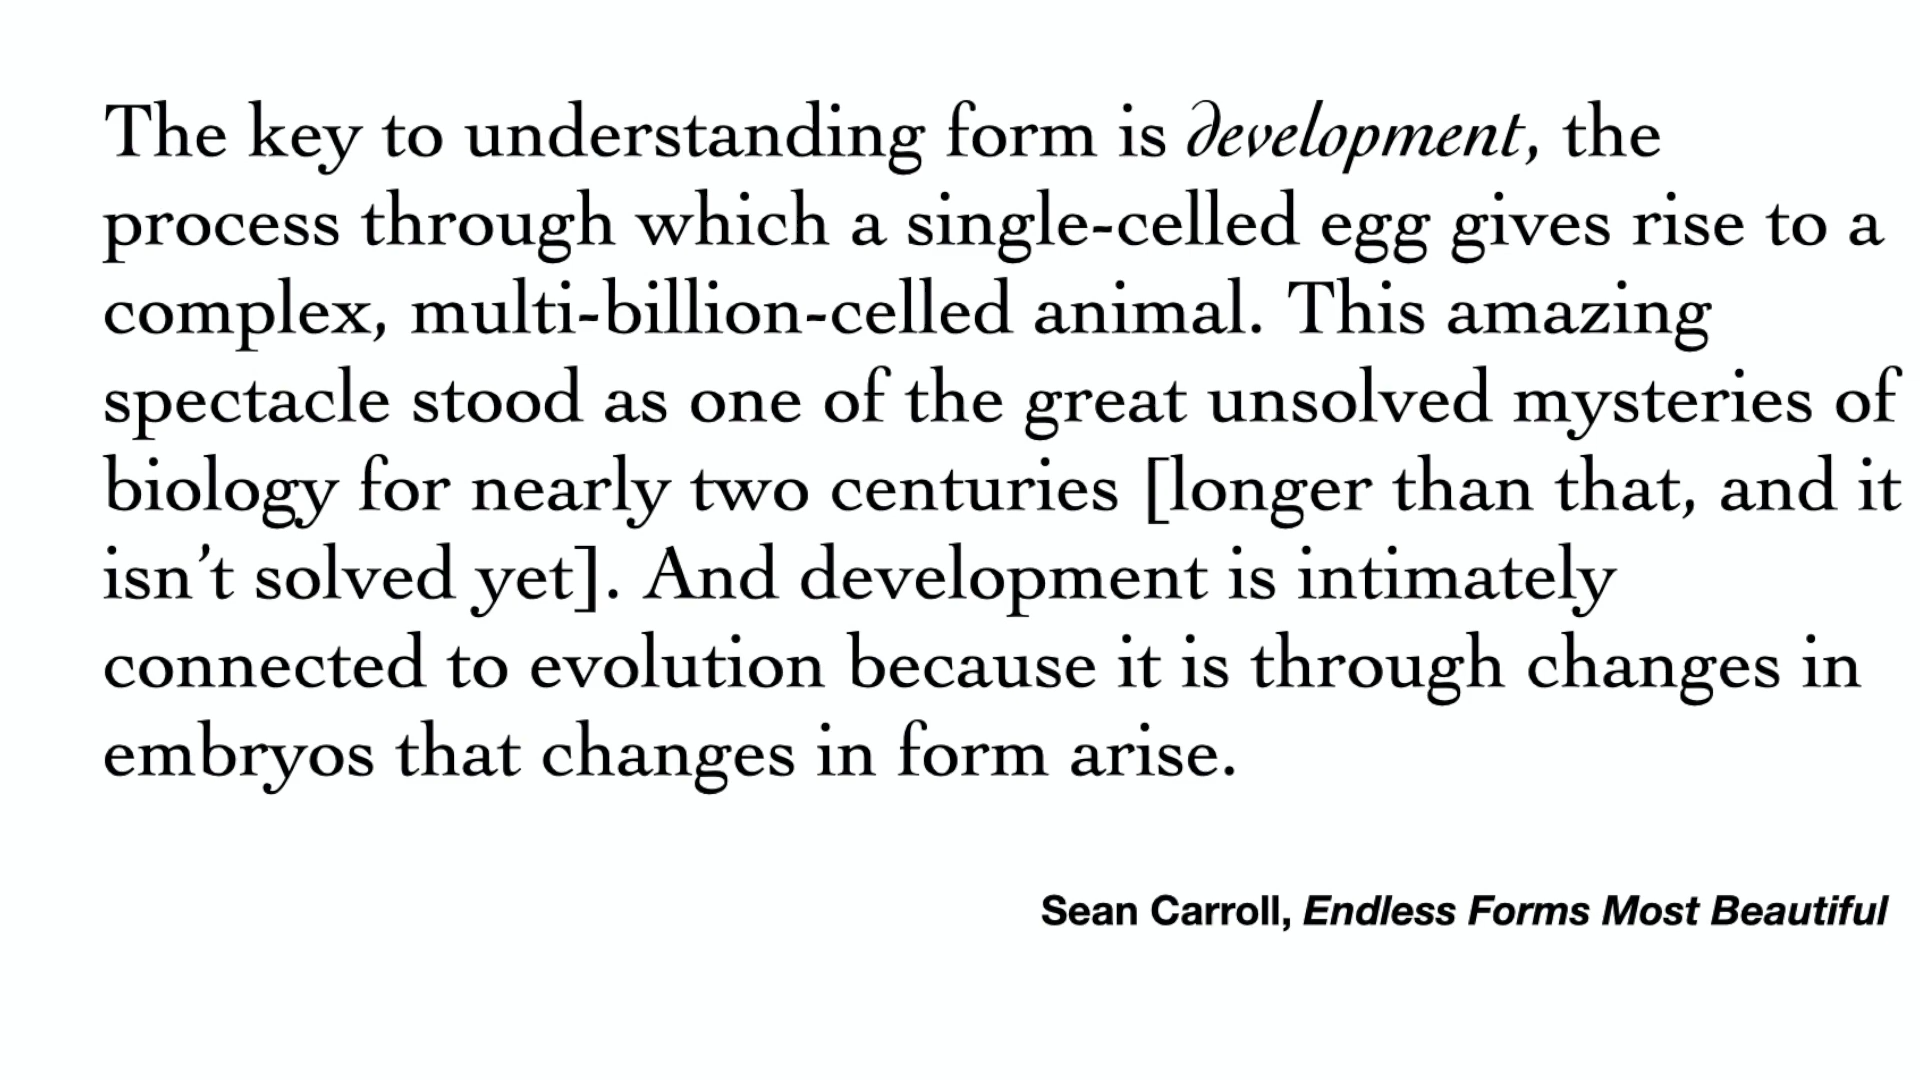 The key to understanding form is development, the
process through which a single-celled egg gives rise to a
complex, multi-billion-celled animal. This amazing
spectacle stood as one of the great unsolved mysteries of
biology for nearly two centuries [longer than that, and it
isn’t solved yet]. And development is intimately
connected to evolution because it is through changes in
embryos that changes in form arise.
Sean Carroll, Endless Forms Most Beautiful